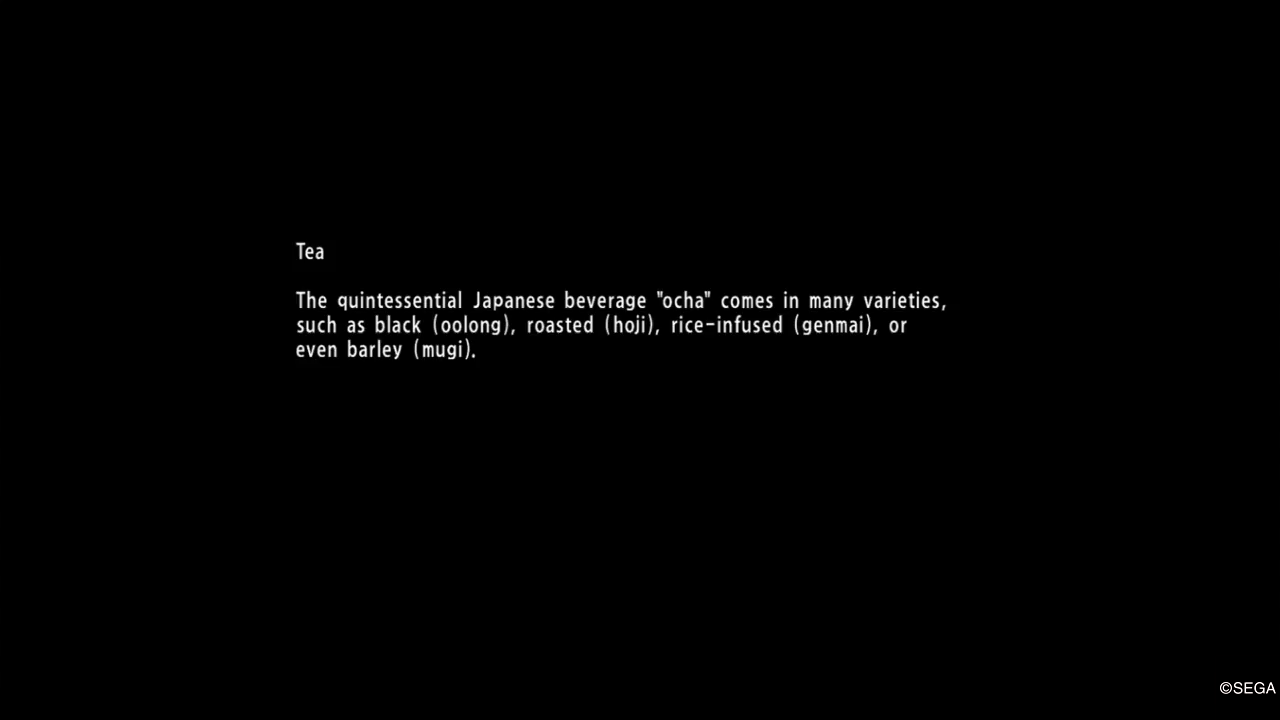 Tea
The quintessential Japanese beverage "ocha" comes in many varieties,
such as black (oolong), roasted (hoji), rice-infused (genmai), or
even barley (mugi).
©SEGA